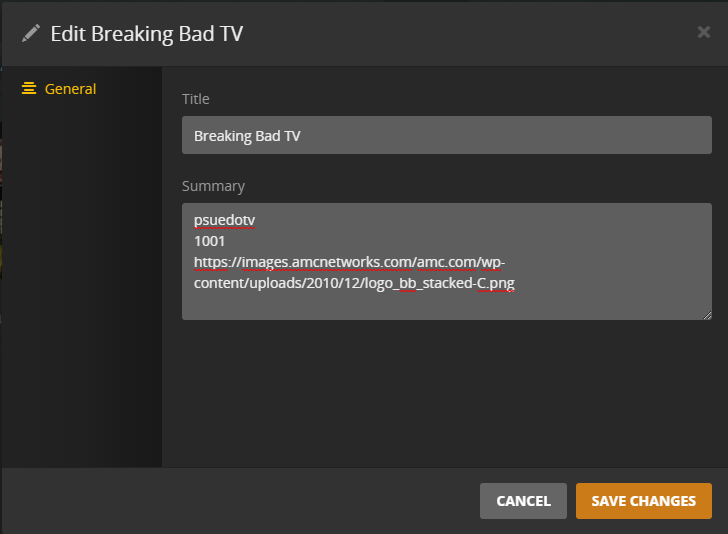 Edit Breaking Bad TV
General
Title
Breaking Bad TV
Summary
psuedotv
1001
https://images.amcnetworks.com/amc.com/wp-
content/uploads/2010/12/logo_bb_stacked-C.png
CANCEL
SAVE CHANGES